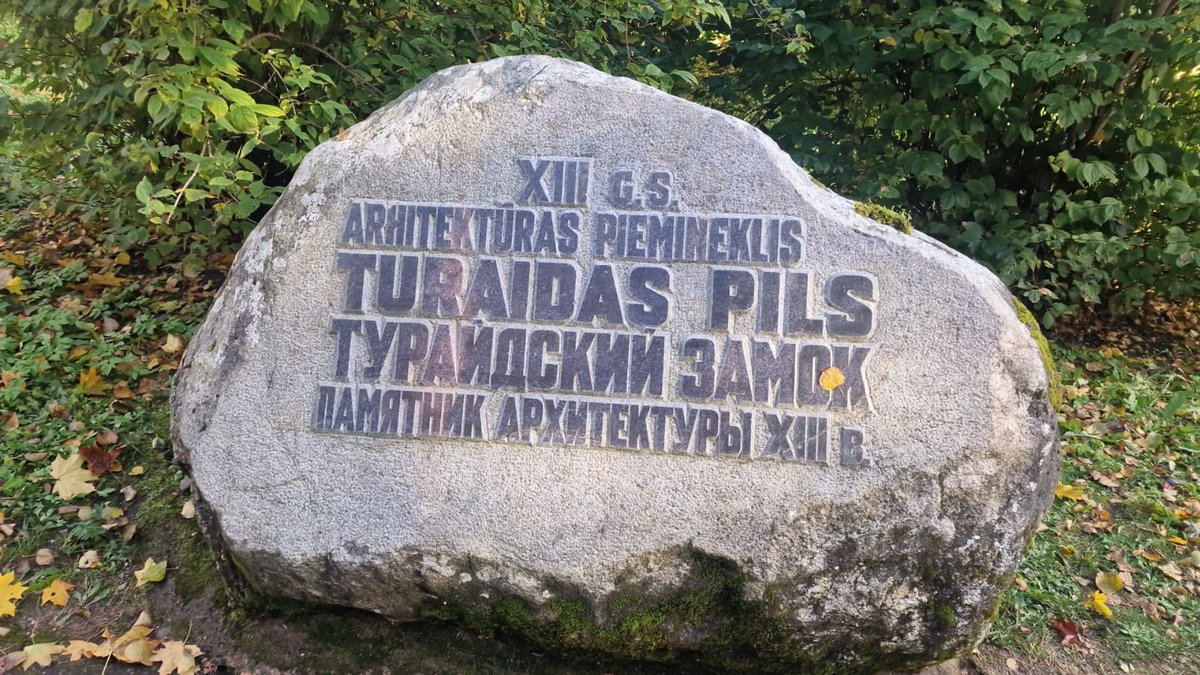 XIII G.S.
ARHITEKTŪRAS PIEMINEKLIS
TURAIDAS PILS
ТУРАЙДСКИЙ ЗАМОК
ПАМЯТНИК АРХИТЕКТУРЫ XIII В.